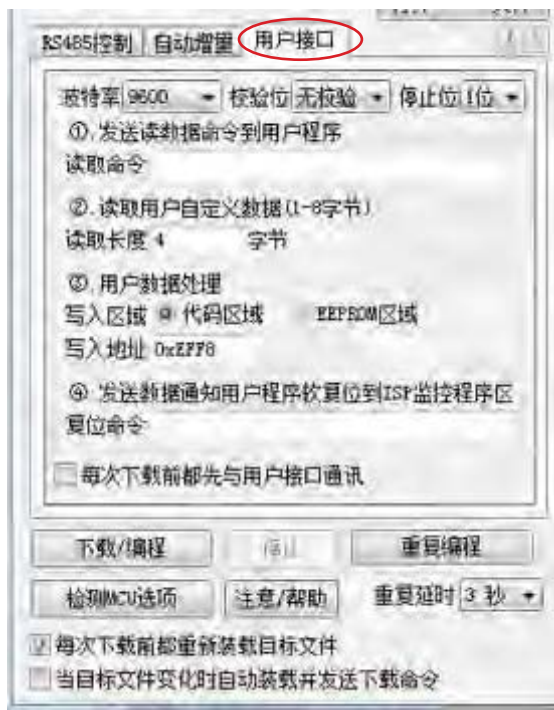 RS485控制 自动增量 用户接口
波特率 9600 校验位 无校验 停止位 1位
①. 发送读数据命令到用户程序
读取命令
②. 读取用户自定义数据(1-8字节)
读取长度 4 字节
③. 用户数据处理
写入区域 代码区域 EEPROM区域
写入地址 0xEFF8
④. 发送数据通知用户程序软复位到ISP监控程序区
复位命令
每次下载前都先与用户接口通讯
下载/编程 停止 重复编程
检测MCU选项 注意/帮助 重复延时 3 秒
每次下载前都重新装载目标文件
当目标文件变化时自动装载并发送下载命令